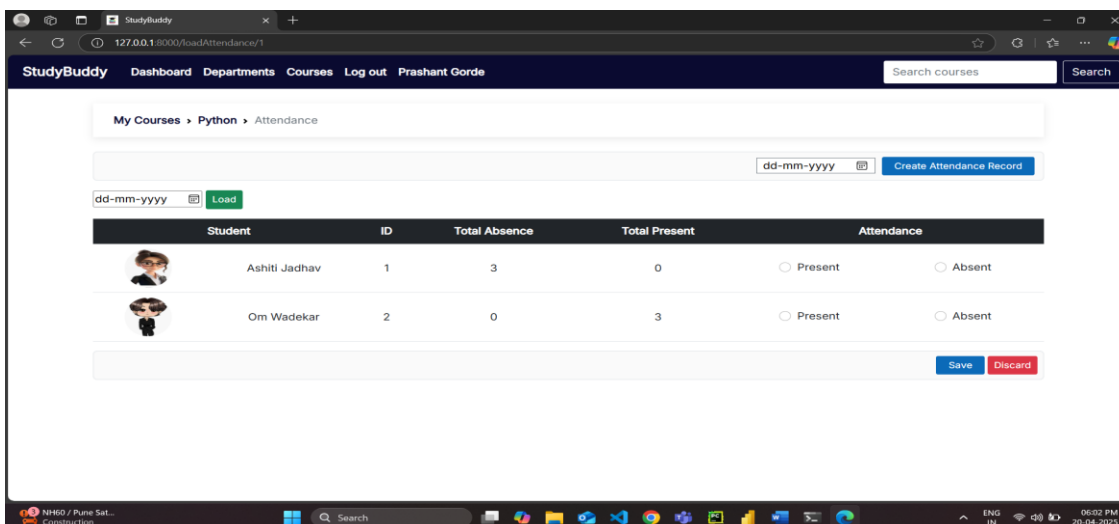 StudyBuddy
127.0.0.1:8000/loadAttendance/1
StudyBuddy Dashboard Departments Courses Log out Prashant Gorde Search courses Search
My Courses › Python › Attendance
dd-mm-yyyy Create Attendance Record
dd-mm-yyyy Load
Student ID Total Absence Total Present Attendance
Ashiti Jadhav 1 3 0 Present Absent
Om Wadekar 2 0 3 Present Absent
Save Discard
3 NH60 / Pune Sat...
Construction
Search
ENG
IN
06:02 PM